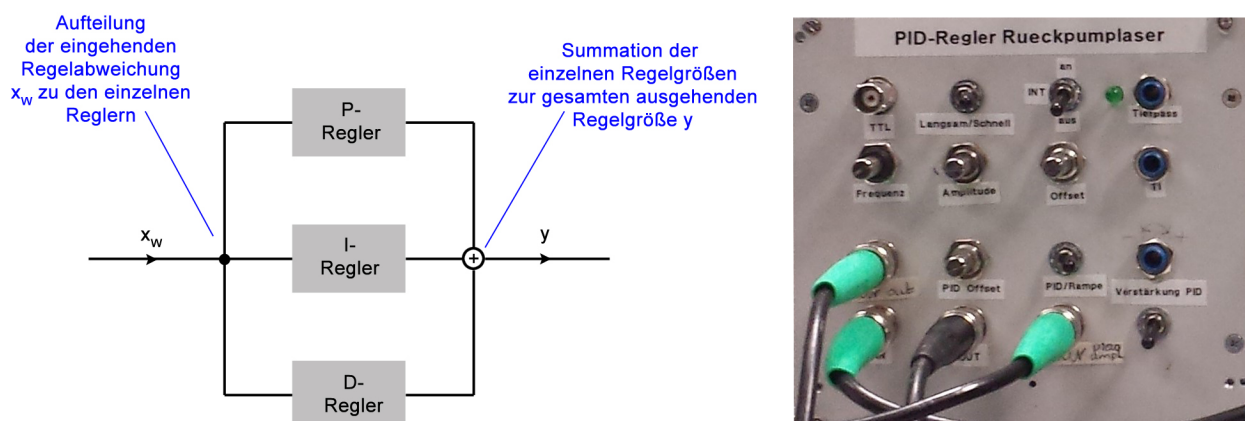 Aufteilung
der eingehenden
Regelabweichung
xw zu den einzelnen
Reglern
Summation der
einzelnen Regelgrößen
zur gesamten ausgehenden
Regelgröße y
P-
Regler
xw
I-
Regler
+
y
D-
Regler
PID-Regler Rueckpumplaser
an
INT
aus
TTL
Langsam/Schnell
Tiefpass
Frequenz
Amplitude
Offset
TI
out
PID Offset
PID/Rampe
Verstärkung PID
OUT